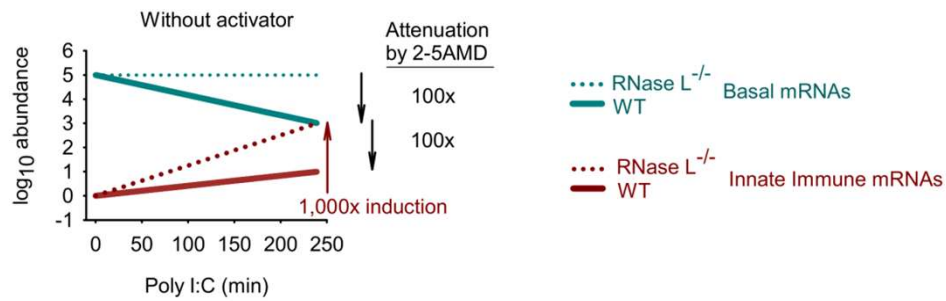 Without activator
Attenuation
by 2-5AMD
log10 abundance
6
5
4
3
2
1
0
-1
0 50 100 150 200 250
Poly I:C (min)
1,000x induction
100x
100x
RNase L-/- Basal mRNAs
WT
RNase L-/- Innate Immune mRNAs
WT